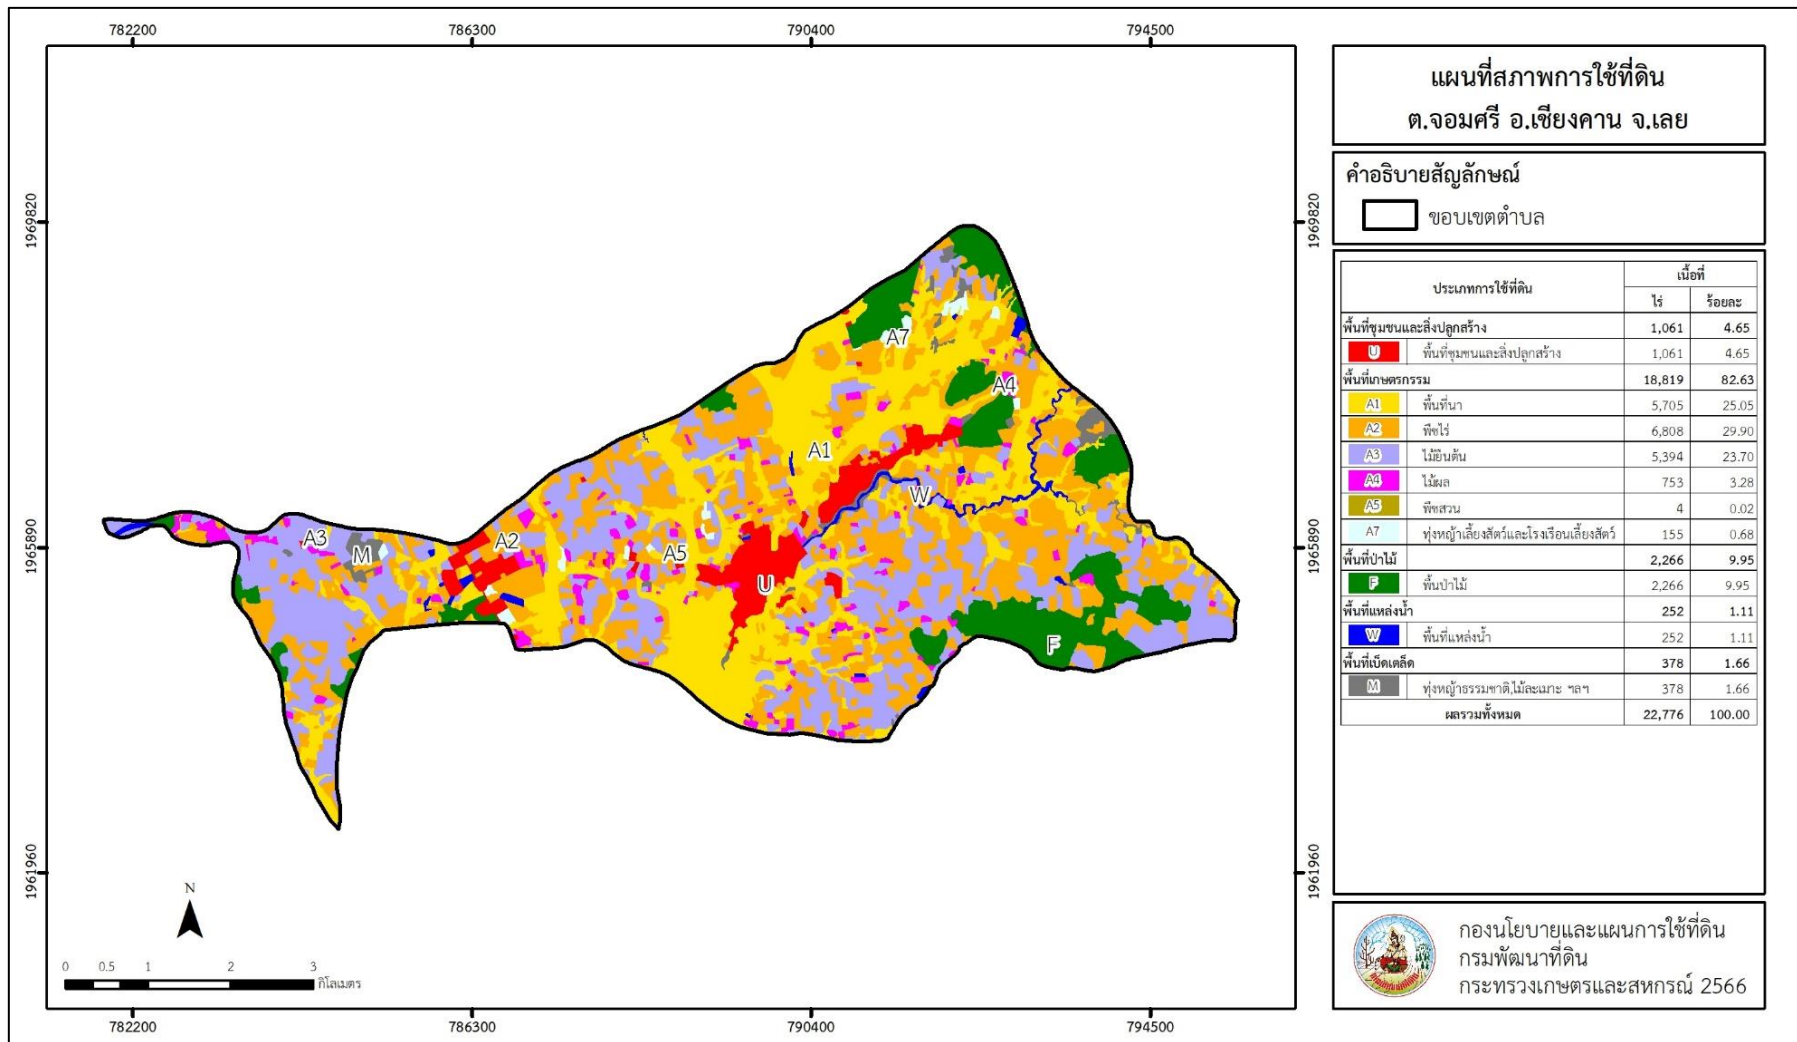 782200 786300 790400 794500
1969820 1969820
1965890 1965890
1961960 1961960
782200 786300 790400 794500
A7
A4
A1
W
A3
M
A2
A5
U
F
N
0 0.5 1 2 3
กิโลเมตร
แผนที่สภาพการใช้ที่ดิน
ต.จอมศรี อ.เชียงคาน จ.เลย
คำอธิบายสัญลักษณ์
ขอบเขตตำบล
ประเภทการใช้ที่ดิน เนื้อที่
ไร่ ร้อยละ
พื้นที่ชุมชนและสิ่งปลูกสร้าง 1,061 4.65
U พื้นที่ชุมชนและสิ่งปลูกสร้าง 1,061 4.65
พื้นที่เกษตรกรรม 18,819 82.63
A1 พื้นที่นา 5,705 25.05
A2 พืชไร่ 6,808 29.90
A3 ไม้ยืนต้น 5,394 23.70
A4 ไม้ผล 753 3.28
A5 พืชสวน 4 0.02
A7 ทุ่งหญ้าเลี้ยงสัตว์และโรงเรือนเลี้ยงสัตว์ 155 0.68
พื้นที่ป่าไม้ 2,266 9.95
F พื้นป่าไม้ 2,266 9.95
พื้นที่แหล่งน้ำ 252 1.11
W พื้นที่แหล่งน้ำ 252 1.11
พื้นที่เบ็ดเตล็ด 378 1.66
M ทุ่งหญ้าธรรมชาติ,ไม้ละเมาะ ฯลฯ 378 1.66
ผลรวมทั้งหมด 22,776 100.00
กองนโยบายและแผนการใช้ที่ดิน
กรมพัฒนาที่ดิน
กระทรวงเกษตรและสหกรณ์ 2566